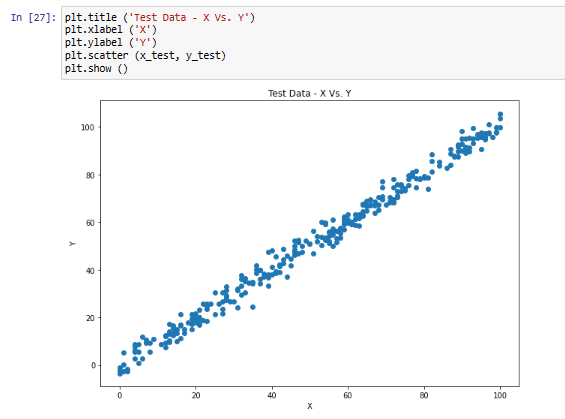 In [27]: plt.title ('Test Data - X Vs. Y')
plt.xlabel ('X')
plt.ylabel ('Y')
plt.scatter (x_test, y_test)
plt.show ()
Test Data - X Vs. Y
100
80
60
40
20
0
Y
0 20 40 60 80 100
X